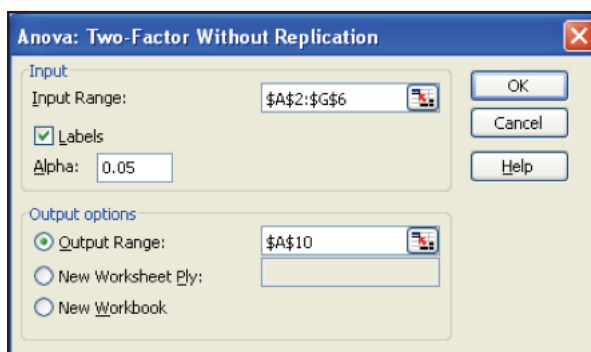 Anova: Two-Factor Without Replication
Input
Input Range:
$A$2:$G$6
Labels
Alpha:
0.05
OK
Cancel
Help
Output options
Output Range:
$A$10
New Worksheet Ply:
New Workbook